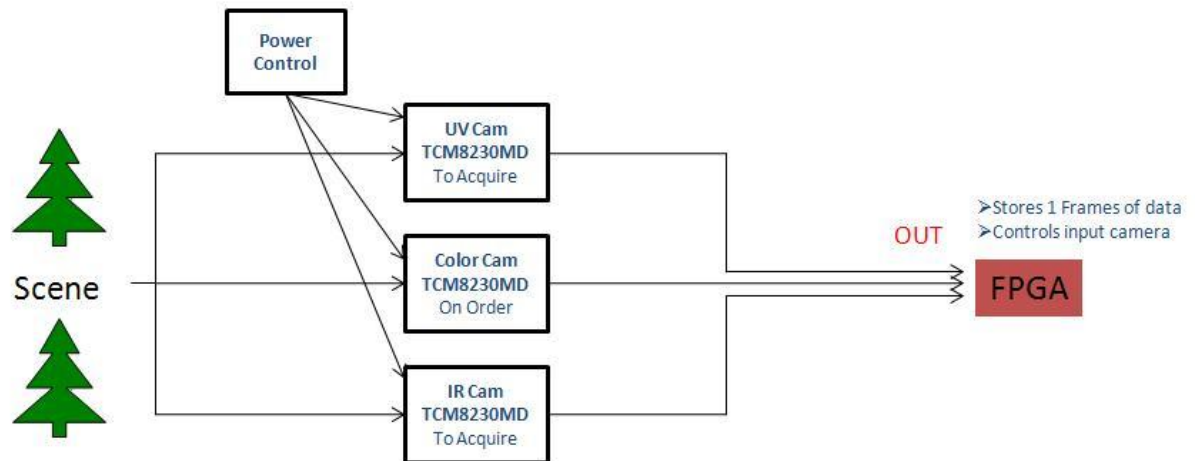 Power
Control
UV Cam
TCM8230MD
To Acquire
➢Stores 1 Frames of data
➢Controls input camera
OUT
Scene
Color Cam
TCM8230MD
On Order
FPGA
IR Cam
TCM8230MD
To Acquire